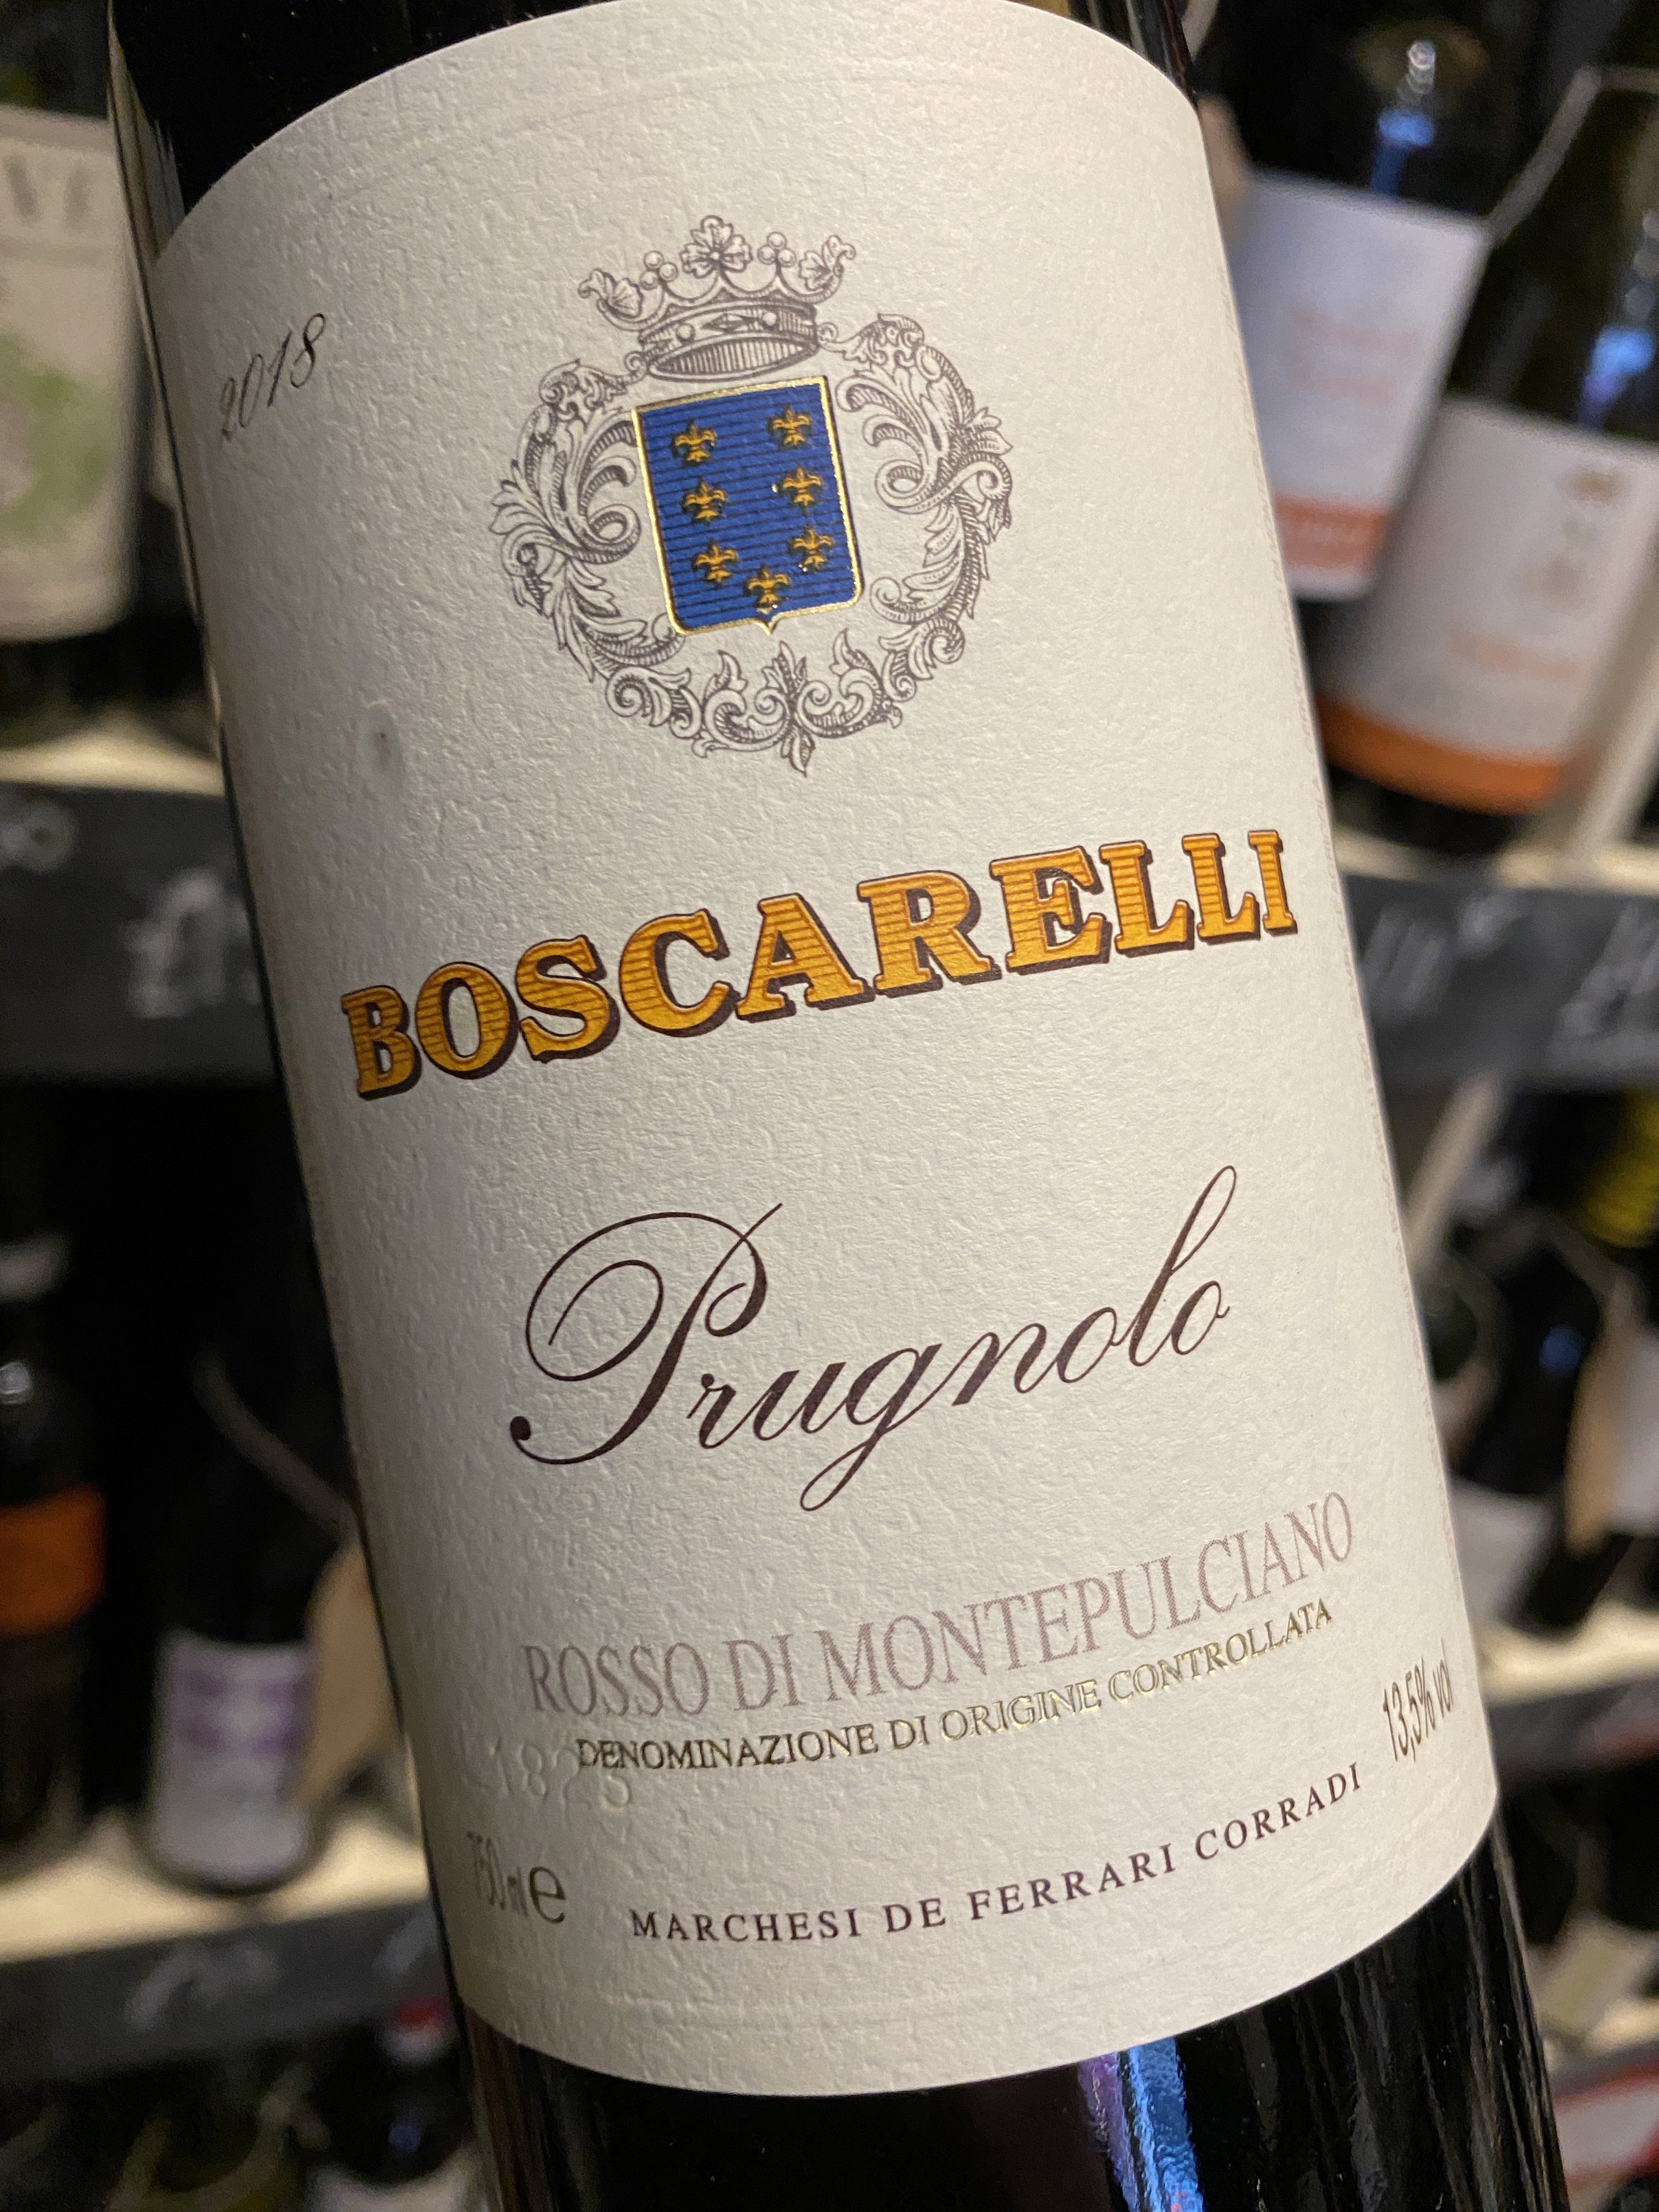 2018
BOSCARELLI
Prugnolo
ROSSO DI MONTEPULCIANO
DENOMINAZIONE DI ORIGINE CONTROLLATA
13,5% vol
750 ml e
MARCHESI DE FERRARI CORRADI